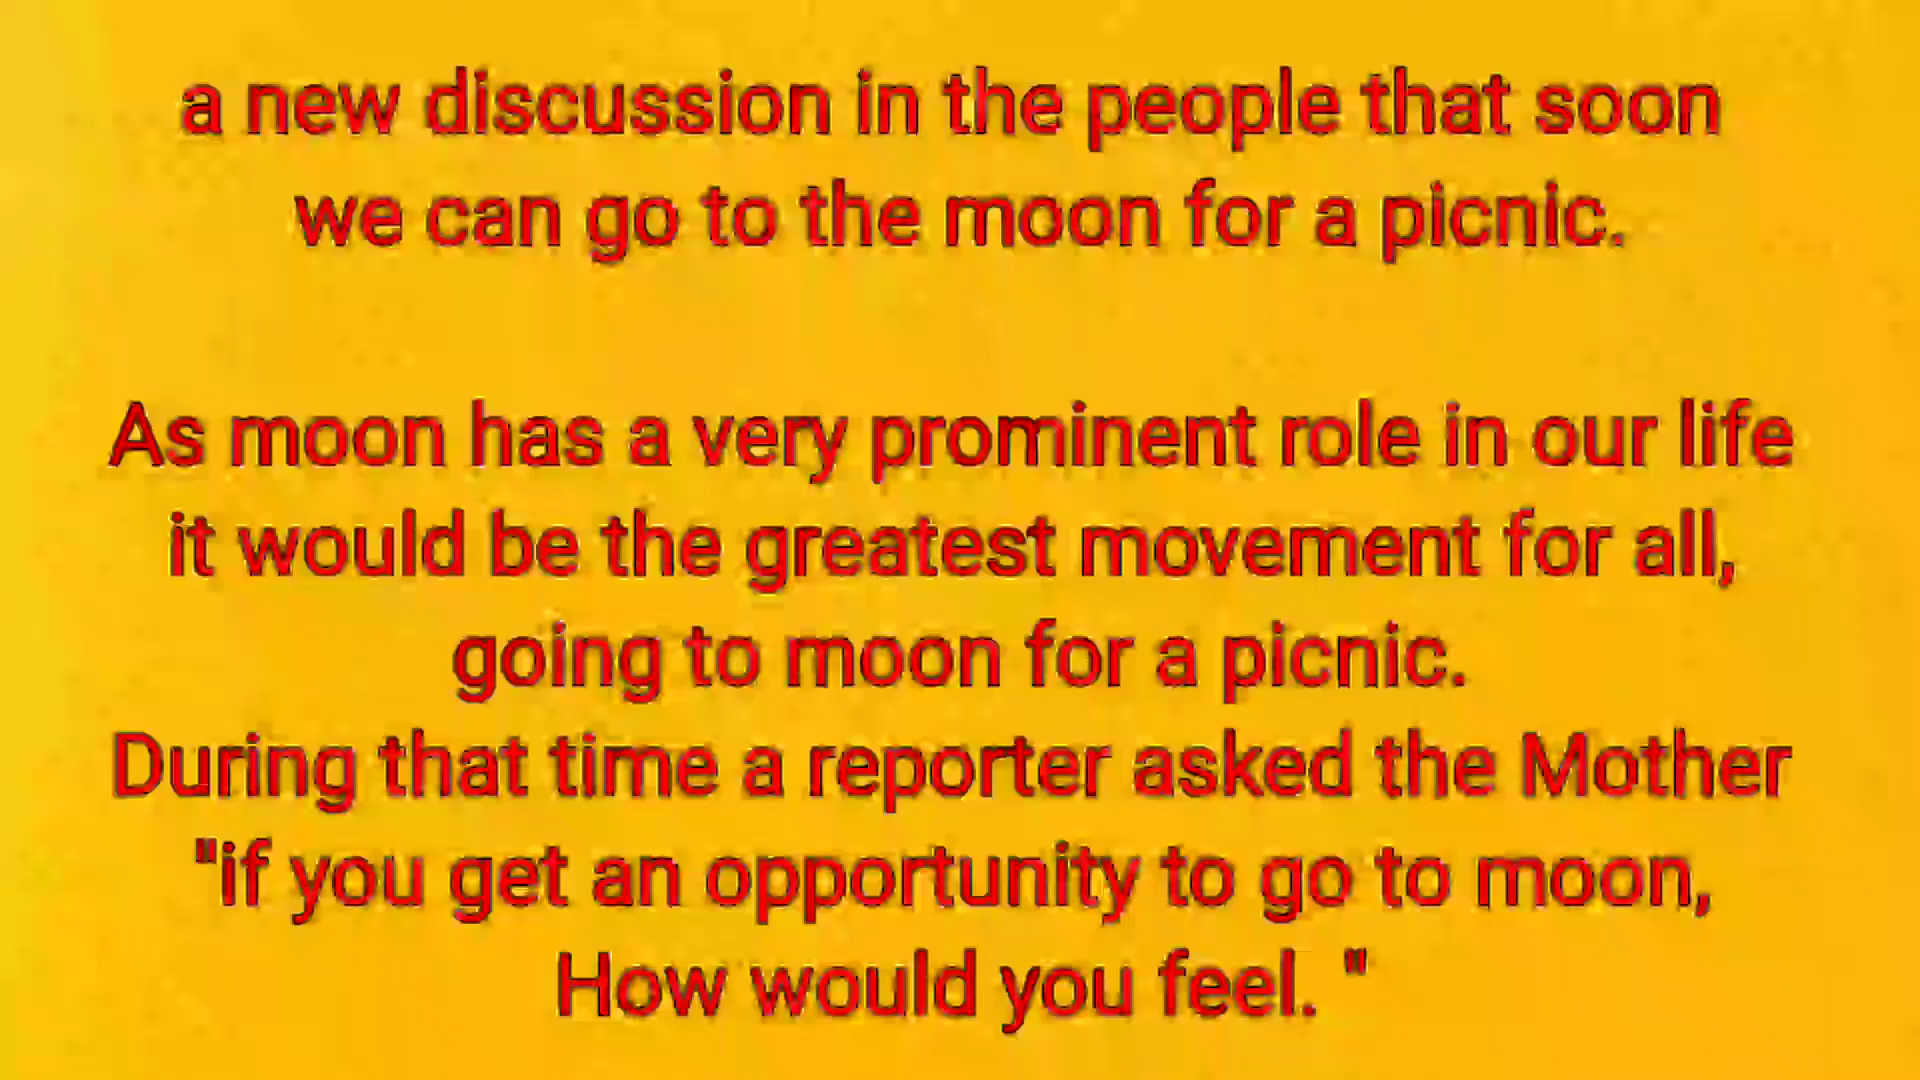 a new discussion in the people that soon
we can go to the moon for a picnic.
As moon has a very prominent role in our life
it would be the greatest movement for all,
going to moon for a picnic.
During that time a reporter asked the Mother
"if you get an opportunity to go to moon,
How would you feel. "